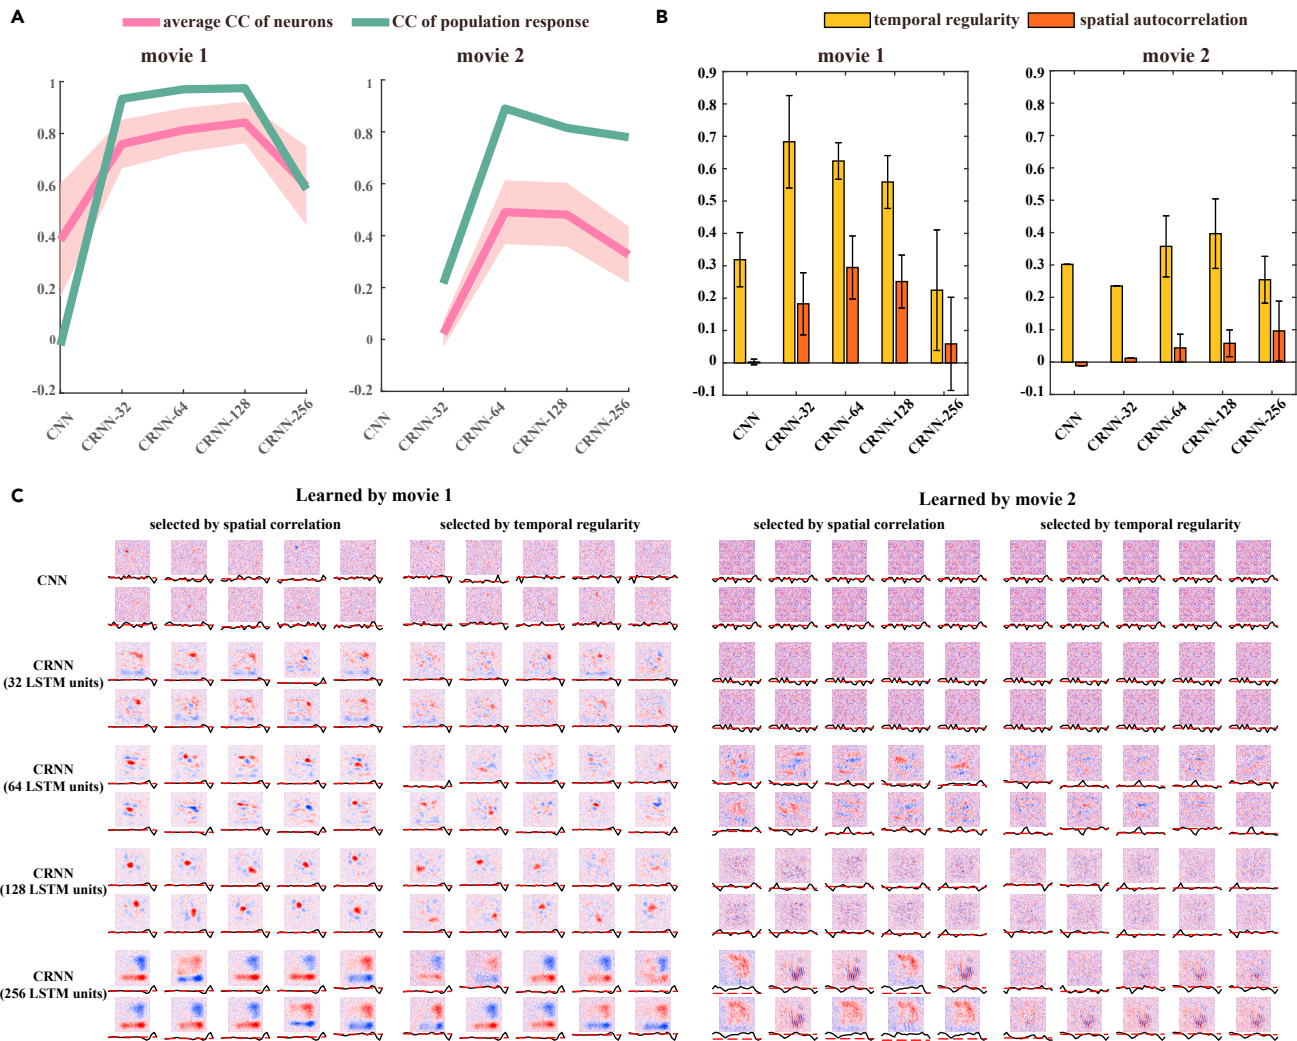 A
average CC of neurons
CC of population response
movie 1
movie 2
1
0.8
0.6
0.4
0.2
0
-0.2
CNN
CRNN-32
CRNN-64
CRNN-128
CRNN-256
1
0.8
0.6
0.4
0.2
0
-0.2
CNN
CRNN-32
CRNN-64
CRNN-128
CRNN-256
B
temporal regularity
spatial autocorrelation
movie 1
movie 2
0.9
0.8
0.7
0.6
0.5
0.4
0.3
0.2
0.1
0
-0.1
CNN
CRNN-32
CRNN-64
CRNN-128
CRNN-256
0.9
0.8
0.7
0.6
0.5
0.4
0.3
0.2
0.1
0
-0.1
CNN
CRNN-32
CRNN-64
CRNN-128
CRNN-256
C
Learned by movie 1
Learned by movie 2
selected by spatial correlation
selected by temporal regularity
selected by spatial correlation
selected by temporal regularity
CNN
CRNN
(32 LSTM units)
CRNN
(64 LSTM units)
CRNN
(128 LSTM units)
CRNN
(256 LSTM units)